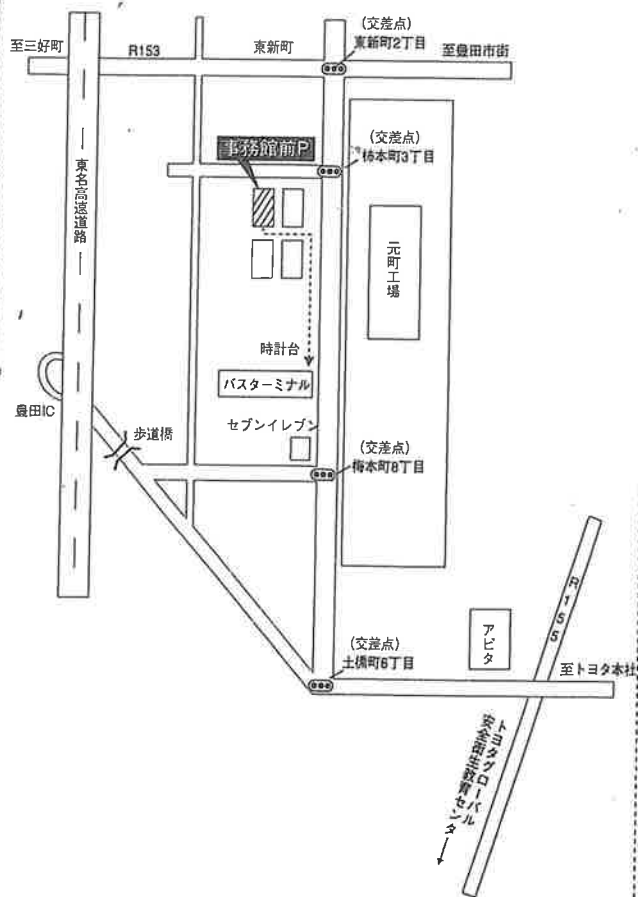 (交差点)
東新町2丁目
至三好町
R153
東新町
至豊田市街
事務館前P
(交差点)
柿本町3丁目
東名高速道路
元町工場
時計台
バスターミナル
豊田IC
セブンイレブン
歩道橋
(交差点)
梅本町8丁目
R155
アピタ
(交差点)
土橋町6丁目
至トヨタ本社
トヨタグローバル
安全衛生教育センタ